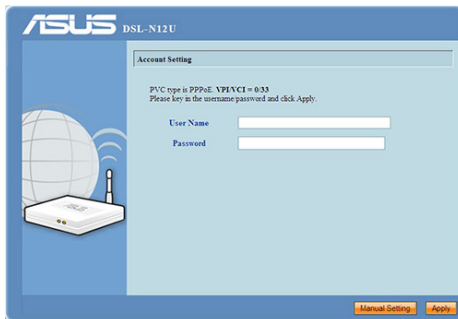 ASUS DSL-N12U
Account Setting
PVC type is PPPoE. VPI/VCI = 0/33
Please key in the username/password and click Apply.
User Name
Password
ASUS
Manual Setting Apply